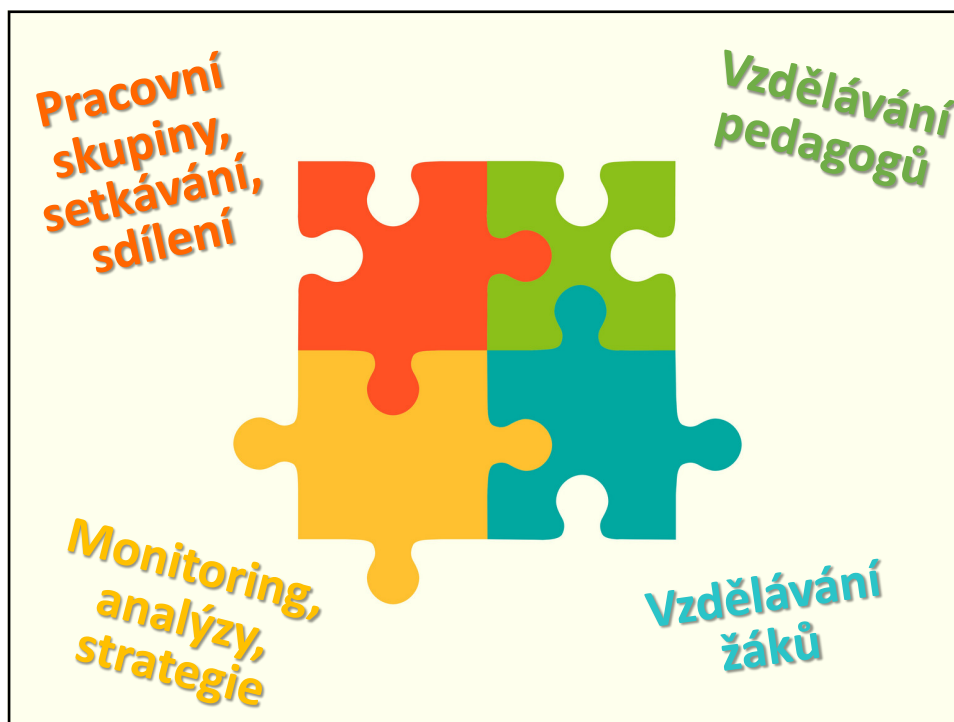 Pracovní
skupiny,
setkávání,
sdílení
Vzdělávání
pedagogů
Monitoring,
analýzy,
strategie
Vzdělávání
žáků